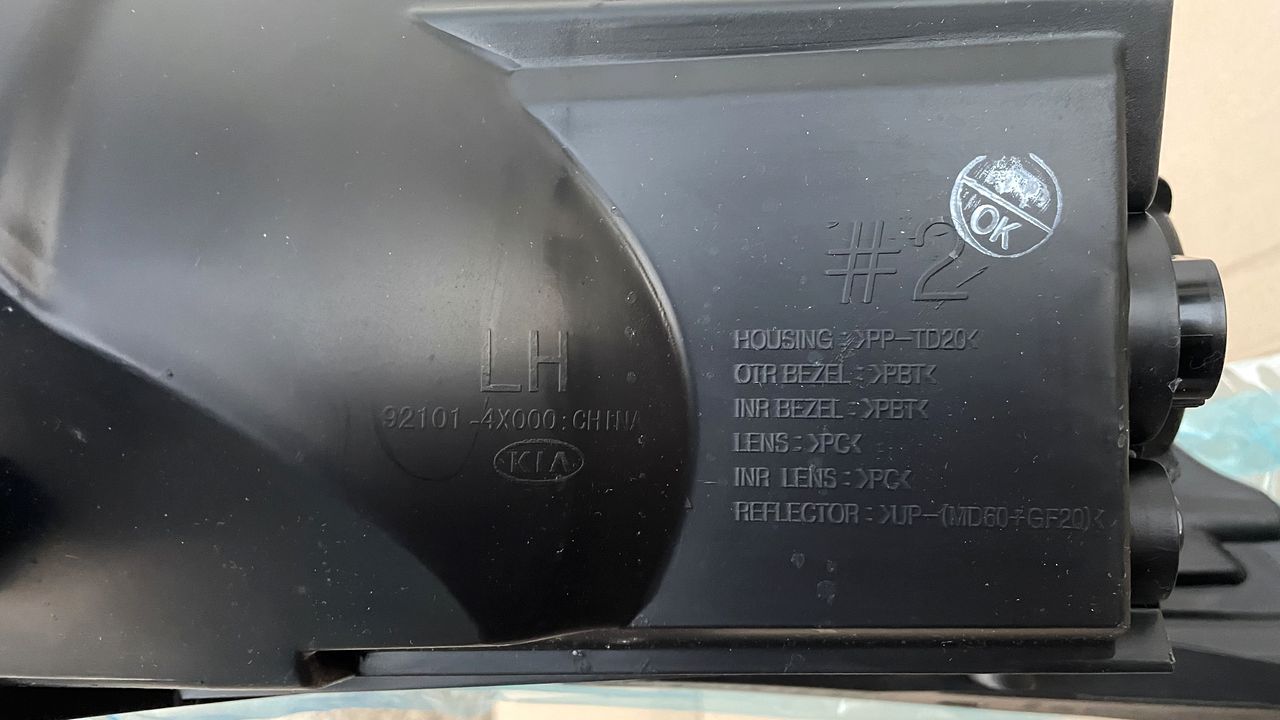 OK
#2
LH
92101-4X000:CHINA
KIA
HOUSING:>PP-TD20<
OTR BEZEL:>PBT<
INR BEZEL:>PBT<
LENS:>PC<
INR LENS:>PC<
REFLECTOR:>UP-(MD60+GF20)<